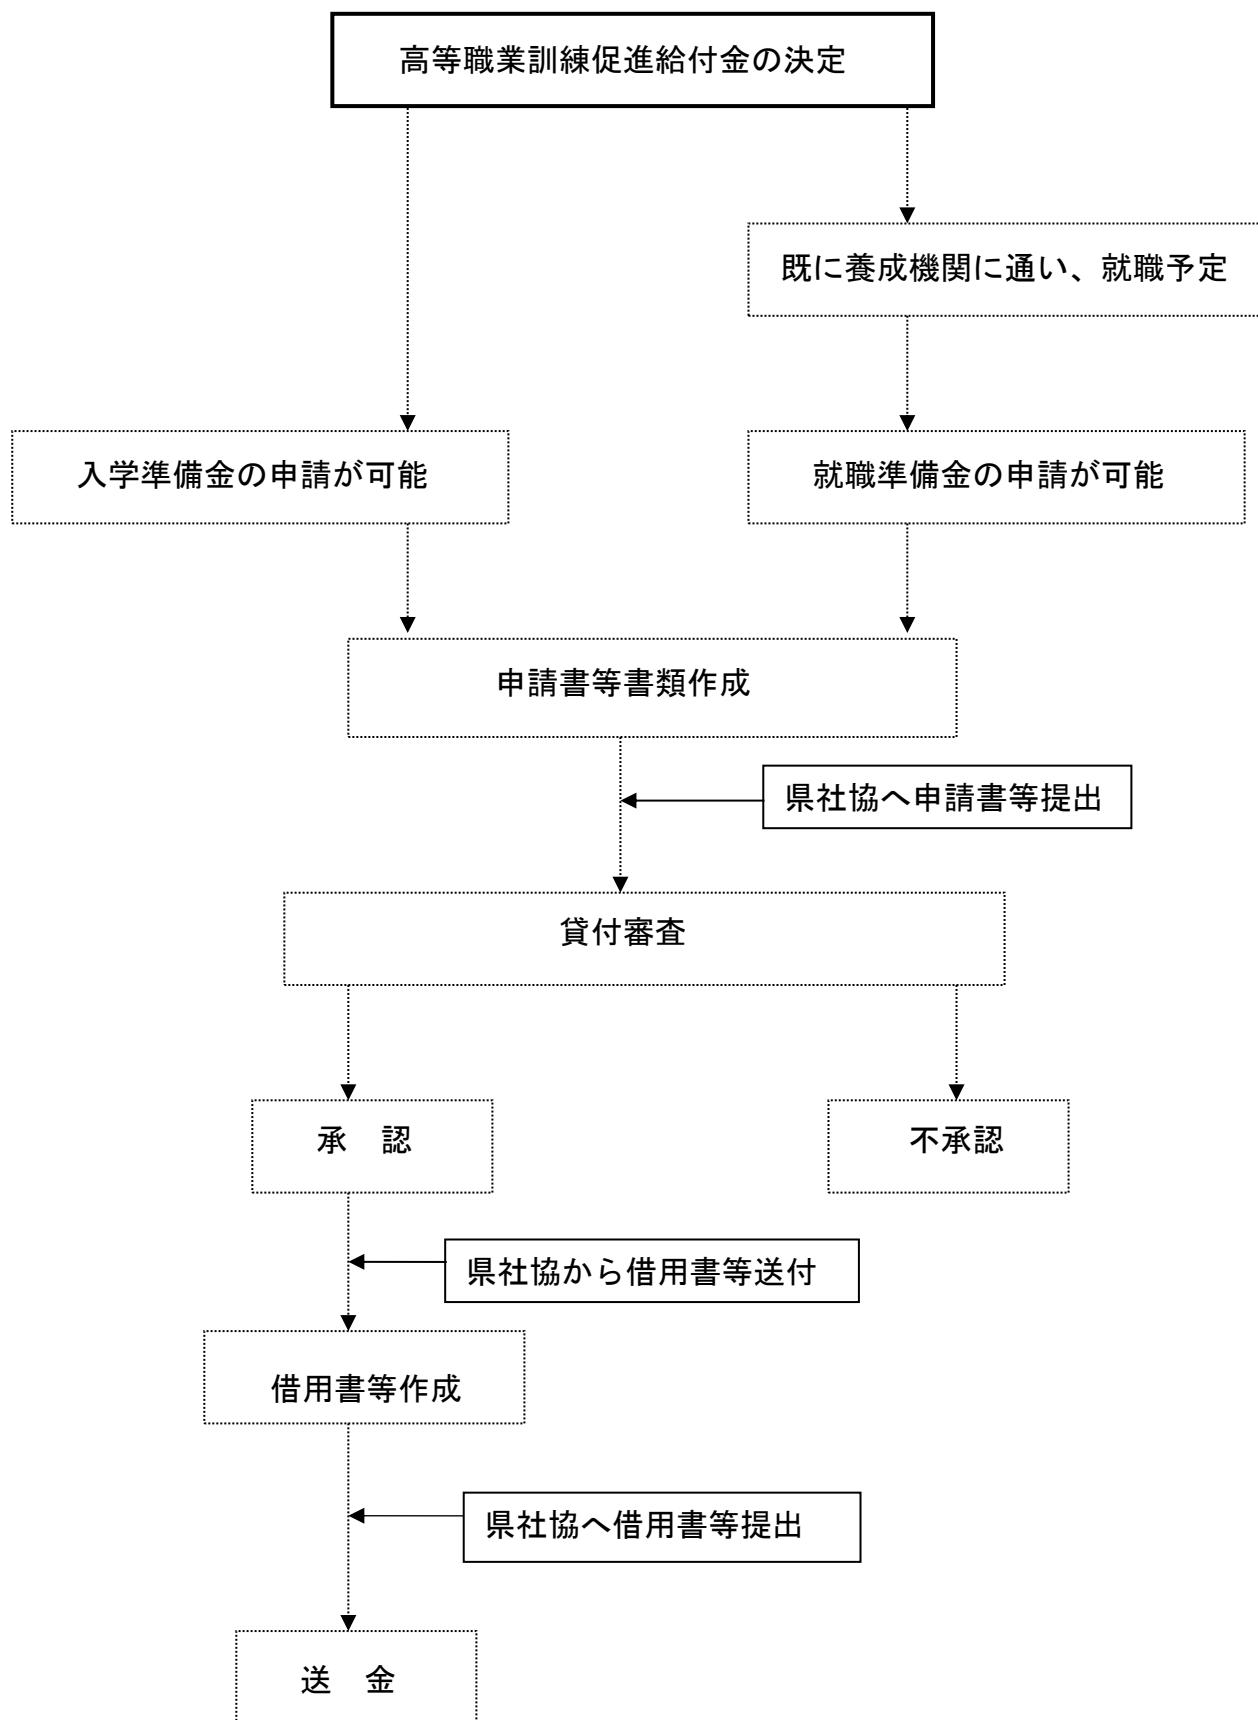 高等職業訓練促進給付金の決定
既に養成機関に通い、就職予定
入学準備金の申請が可能
就職準備金の申請が可能
申請書等書類作成
県社協へ申請書等提出
貸付審査
承　認
不承認
県社協から借用書等送付
借用書等作成
県社協へ借用書等提出
送　金